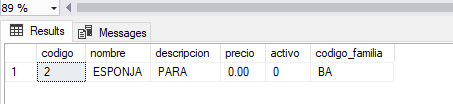 89 %
Results Messages
codigo nombre descripcion precio activo codigo_familia
1 2 ESPONJA PARA 0.00 0 BA